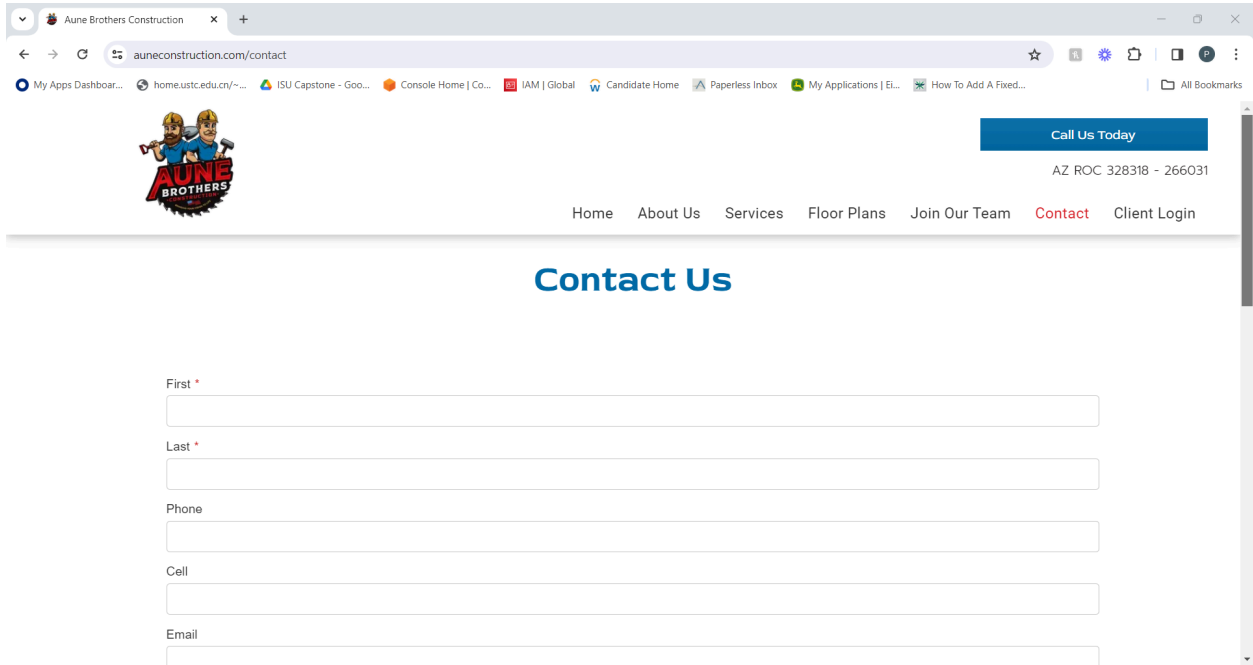 Aune Brothers Construction
auneconstruction.com/contact
P
My Apps Dashboar... home.ustc.edu.cn/~... ISU Capstone - Goo... Console Home | Co... IAM | Global Candidate Home Paperless Inbox My Applications | Ei... How To Add A Fixed... All Bookmarks
AUNE
BROTHERS
CONSTRUCTION
Call Us Today
AZ ROC 328318 - 266031
Home About Us Services Floor Plans Join Our Team Contact Client Login
Contact Us
First *
Last *
Phone
Cell
Email